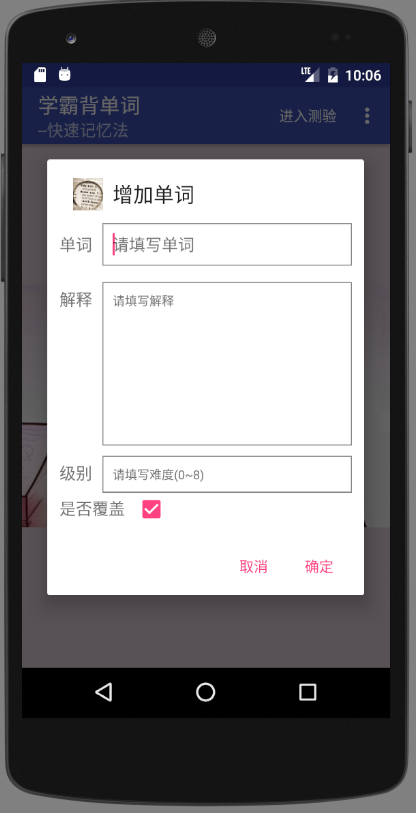 LTE 10:06
学霸背单词
--快速记忆法
进入测验
增加单词
单词 请填写单词
解释 请填写解释
级别 请填写难度(0~8)
是否覆盖
取消 确定